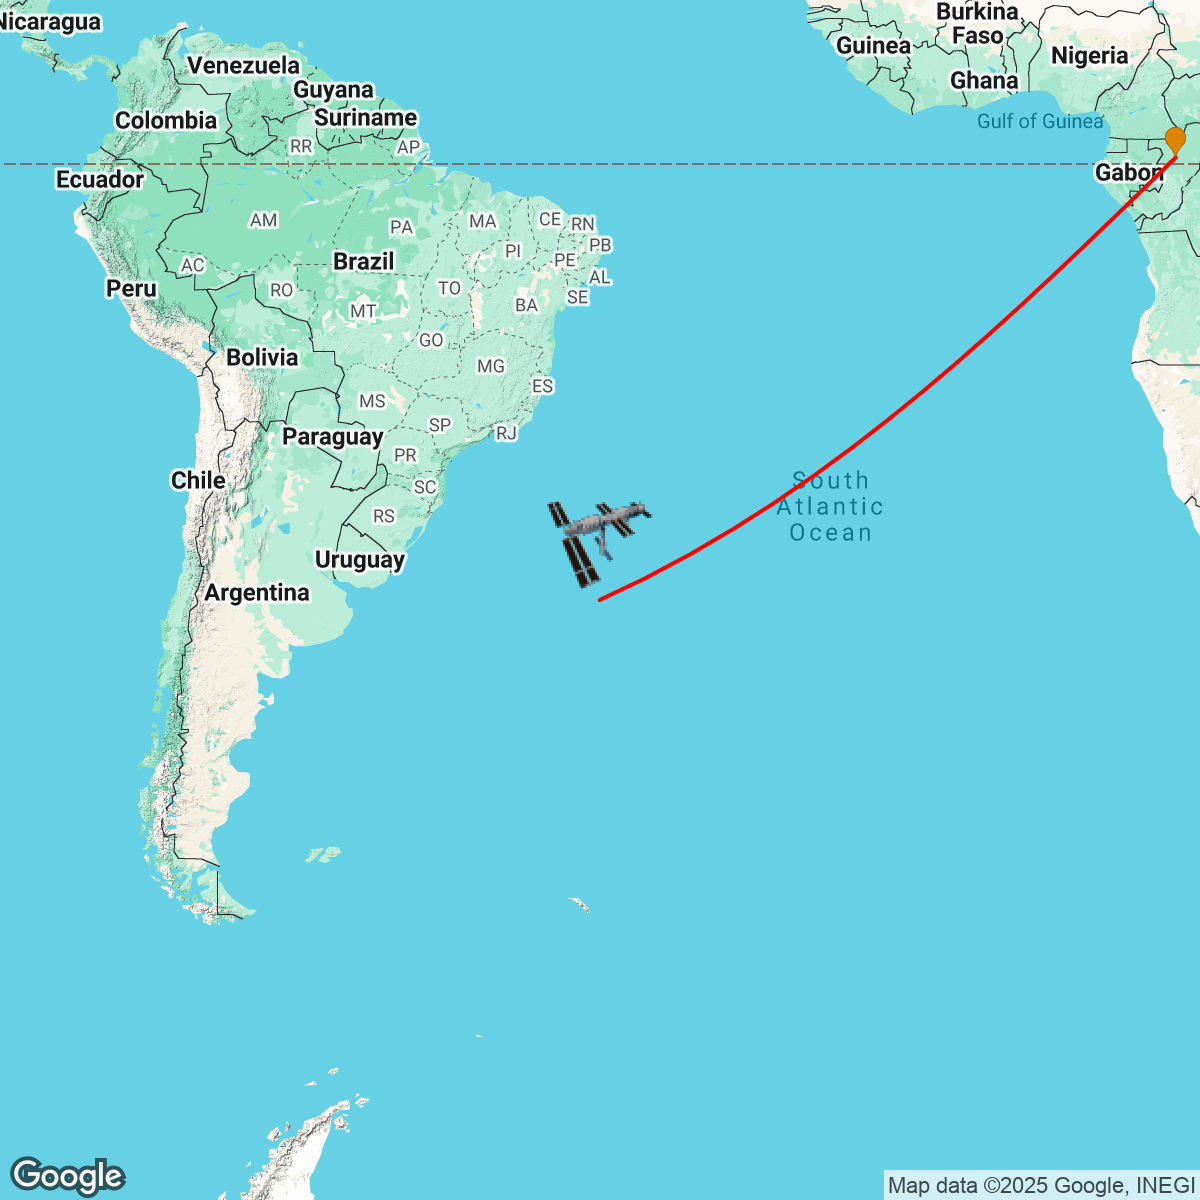 Nicaragua
Burkina
Faso
Guinea
Nigeria
Venezuela
Ghana
Guyana
Colombia
Suriname
Gulf of Guinea
RR
AP
Ecuador
Gabon
AM
PA
MA
CE
RN
PB
PI
PE
AC
Brazil
AL
Peru
RO
TO
SE
MT
BA
GO
Bolivia
MG
ES
MS
SP
RJ
Paraguay
PR
Chile
SC
South
Atlantic
Ocean
RS
Uruguay
Argentina
Google
Map data ©2025 Google, INEGI